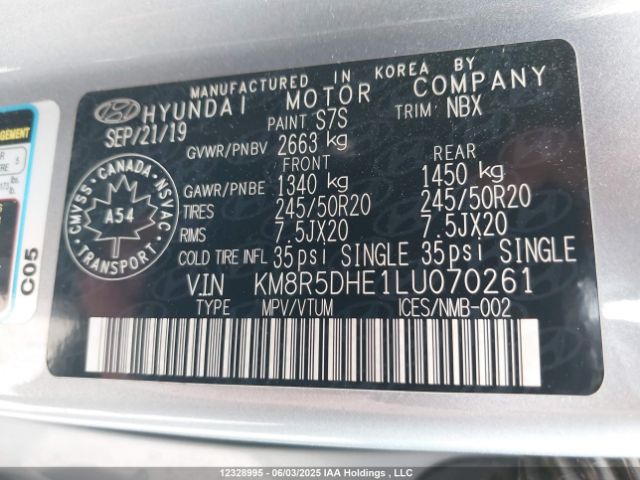 MANUFACTURED IN KOREA BY
HYUNDAI MOTOR COMPANY
SEP/21/19 PAINT S7S TRIM NBX
GVWR/PNBV 2663 kg
FRONT REAR
GAWR/PNBE 1340 kg 1450 kg
TIRES 245/50R20 245/50R20
RIMS 7.5JX20 7.5JX20
COLD TIRE INFL 35psi SINGLE 35psi SINGLE
VIN KM8R5DHE1LU070261
TYPE MPV/VTUM ICES/NMB-002
CMVSS · CANADA · NSVAC
A54
TRANSPORT
C05
12328995 - 06/03/2025 IAA Holdings , LLC